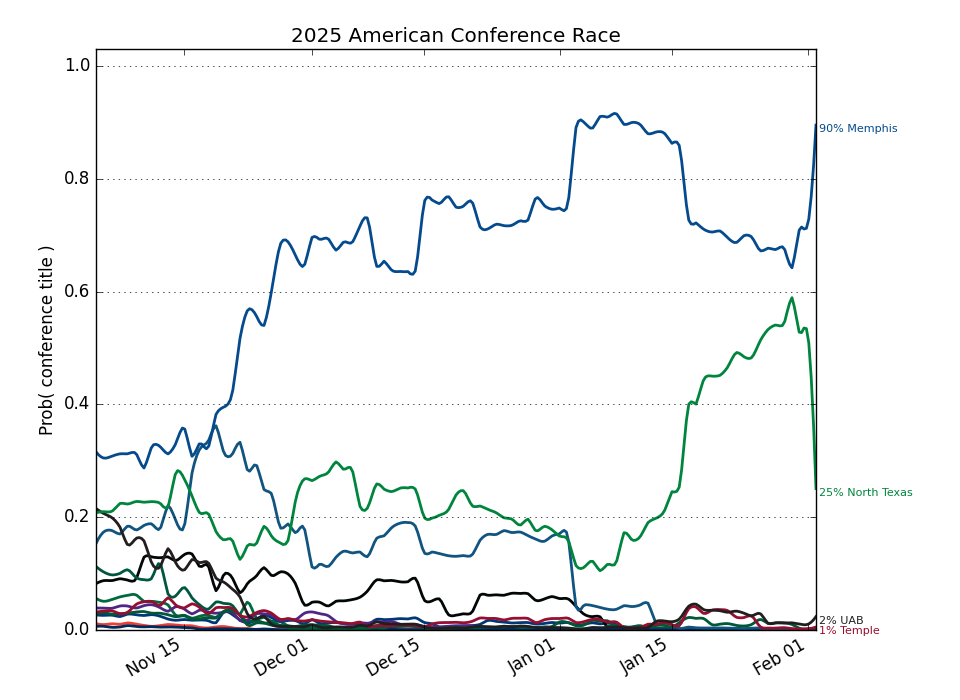 2025 American Conference Race
Prob( conference title )
1.0
0.8
0.6
0.4
0.2
0.0
90% Memphis
25% North Texas
2% UAB
1% Temple
Nov 15
Dec 01
Dec 15
Jan 01
Jan 15
Feb 01